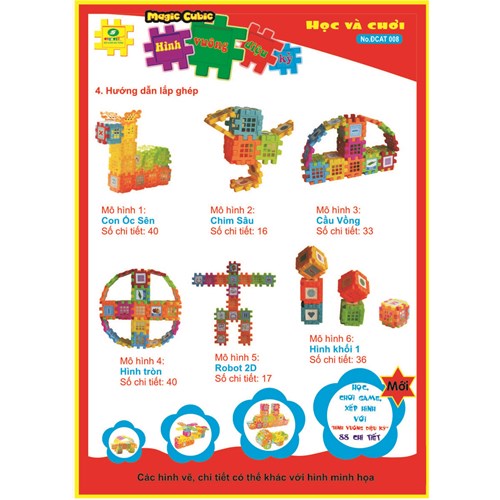 Magic Cubic
Hình vuông diệu kỳ
Học và chơi
No.ĐCAT 008
4. Hướng dẫn lắp ghép
Mô hình 1:
Con Ốc Sên
Số chi tiết: 40
Mô hình 2:
Chim Sâu
Số chi tiết: 16
Mô hình 3:
Cầu Vồng
Số chi tiết: 33
Mô hình 4:
Hình tròn
Số chi tiết: 40
Mô hình 5:
Robot 2D
Số chi tiết: 17
Mô hình 6:
Hình khối 1
Số chi tiết: 36
Mới
HỌC,
CHƠI GAME,
XẾP HÌNH
VỚI
"HÌNH VUÔNG DIỆU KỲ"
88 CHI TIẾT
Các hình vẽ, chi tiết có thể khác với hình minh họa